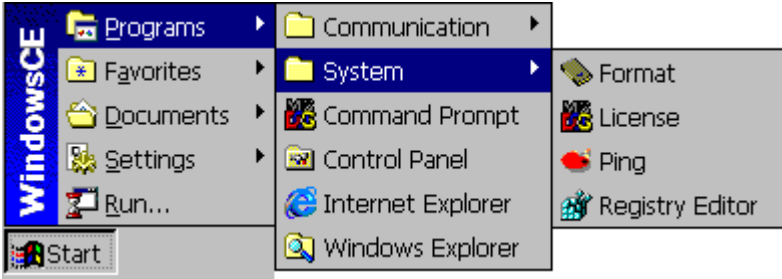 WindowsCE
Programs
Favorites
Documents
Settings
Run...
Start
Communication
System
Command Prompt
Control Panel
Internet Explorer
Windows Explorer
Format
License
Ping
Registry Editor